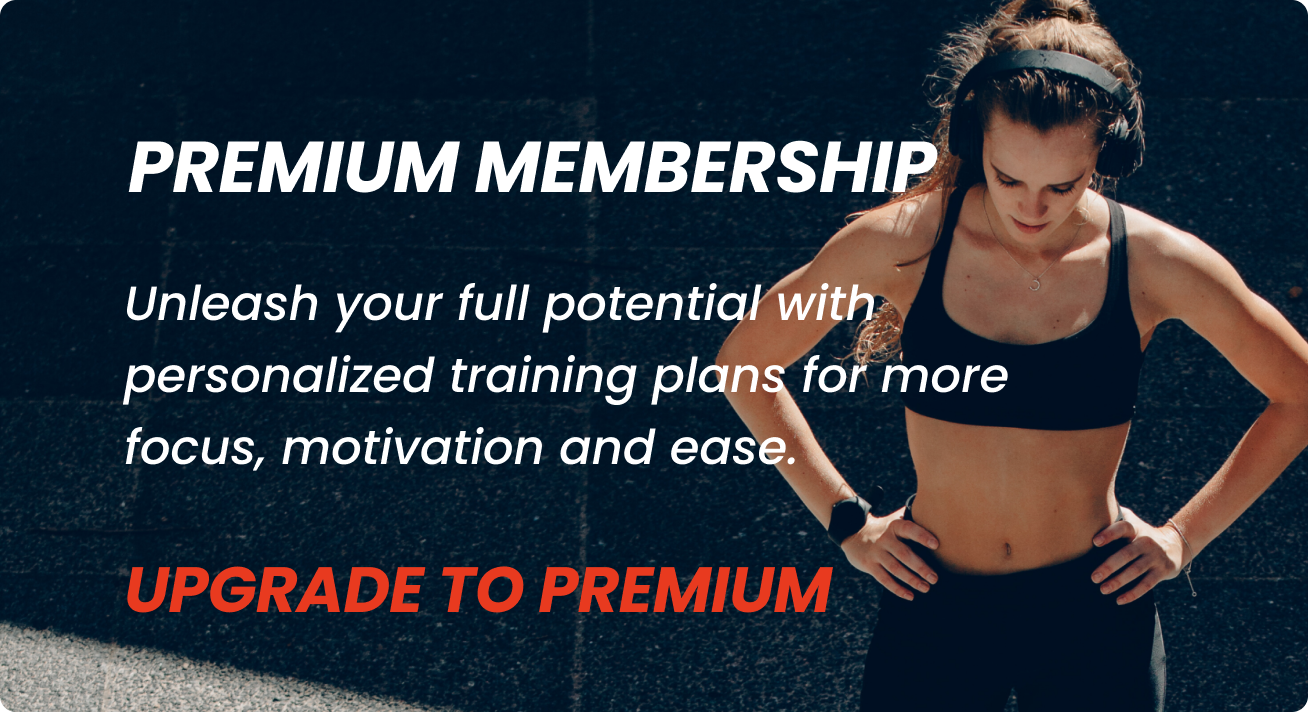 PREMIUM MEMBERSHIP
Unleash your full potential with
personalized training plans for more
focus, motivation and ease.
UPGRADE TO PREMIUM